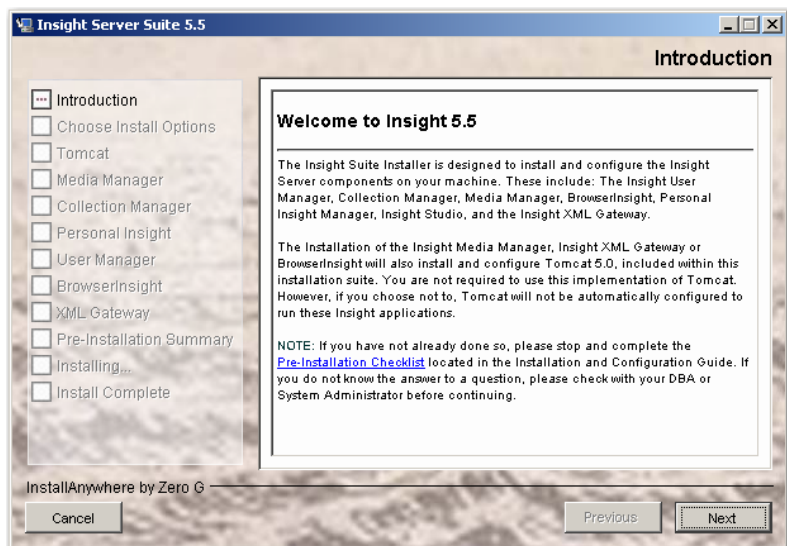 Insight Server Suite 5.5
Introduction
Introduction
Choose Install Options
Tomcat
Media Manager
Collection Manager
Personal Insight
User Manager
BrowserInsight
XML Gateway
Pre-Installation Summary
Installing...
Install Complete
Welcome to Insight 5.5
The Insight Suite Installer is designed to install and configure the Insight
Server components on your machine. These include: The Insight User
Manager, Collection Manager, Media Manager, BrowserInsight, Personal
Insight Manager, Insight Studio, and the Insight XML Gateway.
The Installation of the Insight Media Manager, Insight XML Gateway or
BrowserInsight will also install and configure Tomcat 5.0, included within this
installation suite. You are not required to use this implementation of Tomcat.
However, if you choose not to, Tomcat will not be automatically configured to
run these Insight applications.
NOTE: If you have not already done so, please stop and complete the
Pre-Installation Checklist located in the Installation and Configuration Guide. If
you do not know the answer to a question, please check with your DBA or
System Administrator before continuing.
InstallAnywhere by Zero G
Cancel
Previous
Next